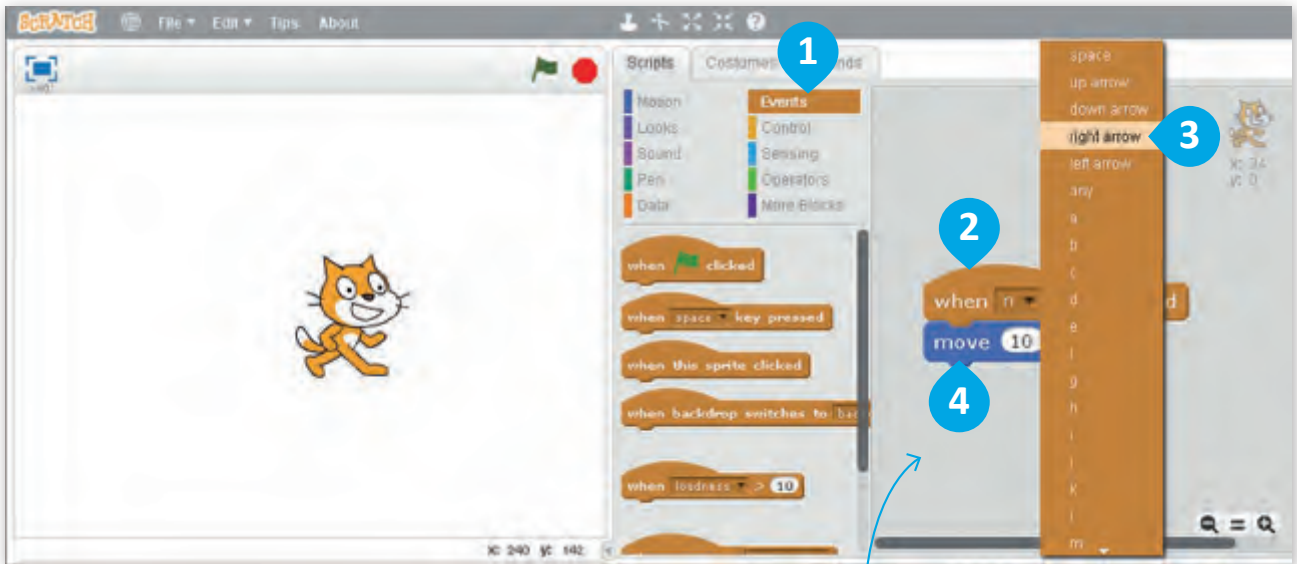 SCRATCH File Edit Tips About
Scripts Costumes nds
1
Motion Events
Looks Control
Sound Sensing
Pen Operators
Data More Blocks
when clicked
when space key pressed
when this sprite clicked
when backdrop switches to bac
when loudness > 10
2
when n d
move 10
4
space
up arrow
down arrow
right arrow
3
left arrow
any
a
b
c
d
e
f
g
h
i
j
k
l
m
y: 0
x: 240 y: 142